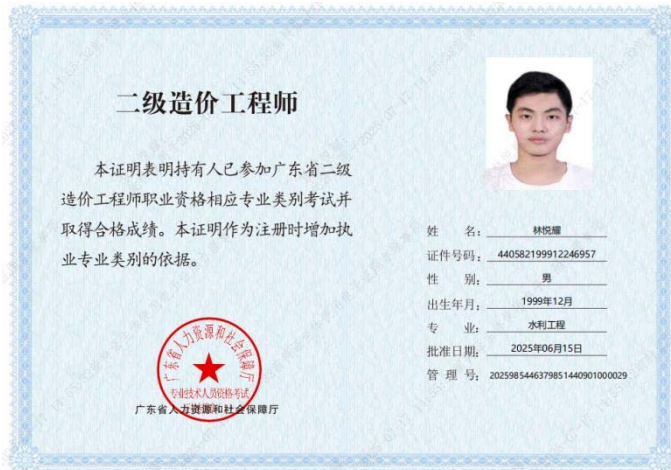 二级造价工程师
本证明表明持有人已参加广东省二级
造价工程师职业资格相应专业类别考试并
取得合格成绩。本证明作为注册时增加执
业专业类别的依据。
姓 名： 林悦耀
证件号码： 440582199912246957
性 别： 男
出生年月： 1999年12月
专 业： 水利工程
批准日期： 2025年06月15日
管 理 号： 2025985446379851440901000029
广东省人力资源和社会保障厅
专业技术人员资格考试
广东省人力资源和社会保障厅